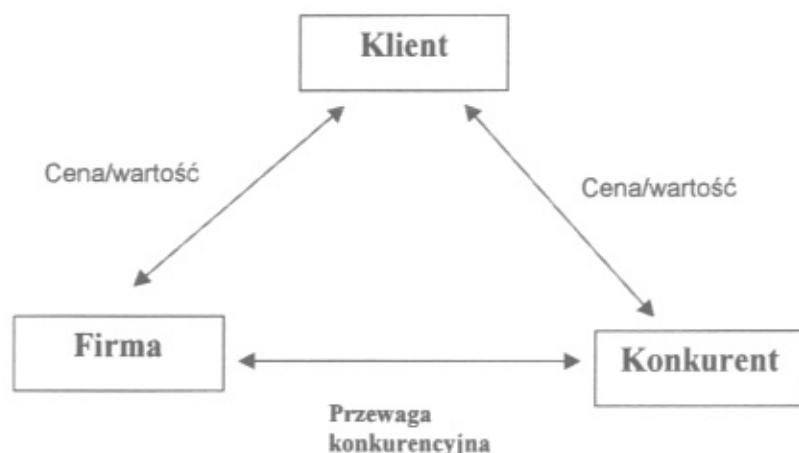 Klient
Cena/wartość
Cena/wartość
Firma
Konkurent
Przewaga
konkurencyjna